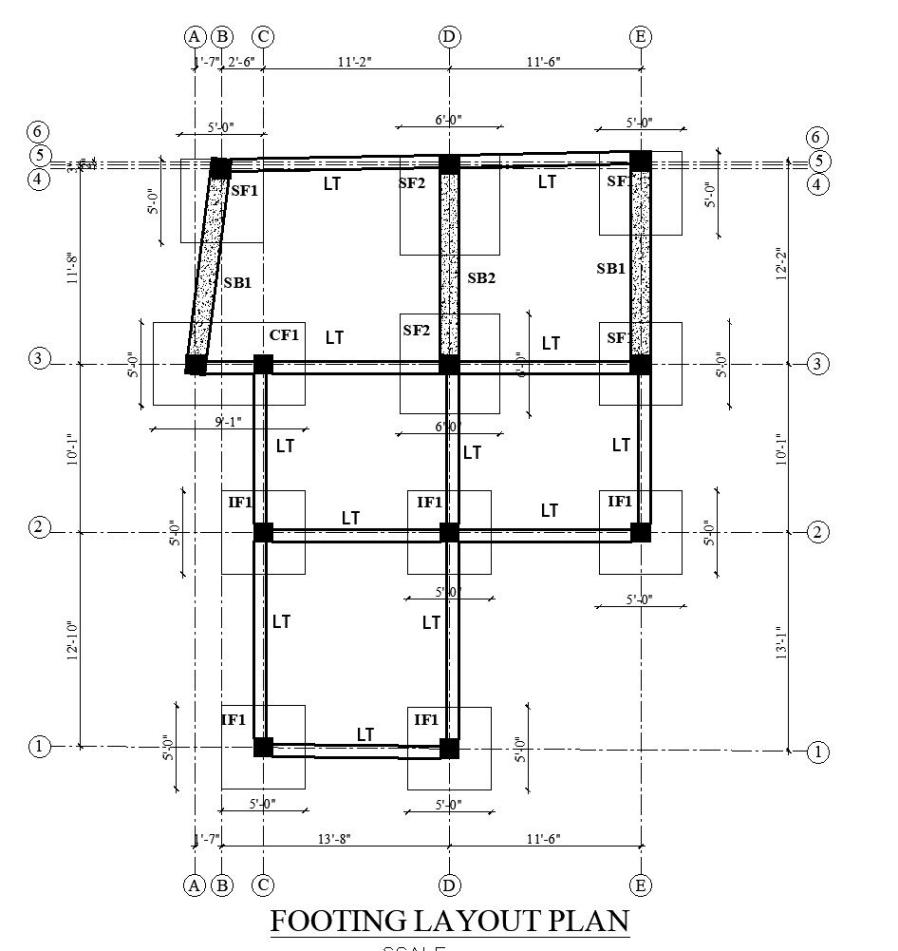 A B C D E
1'-7" 2'-6" 11'-2" 11'-6"
6'-0"
5'-0" 5'-0"
6 6
5 5
4 4
SF1 LT SF2 LT SF1
5'-0" 5'-0"
11'-8" SB1 SB2 SB1 12'-2"
CF1 LT SF2 LT SF1
3 5'-0" 6'-0" 5'-0" 3
9'-1" 6'-0"
10'-1" LT LT LT 10'-1"
IF1 LT IF1 LT IF1
2 5'-0" 5'-0" 2
5'-0" 5'-0"
12'-10" LT LT 13'-1"
IF1 LT IF1
1 5'-0" 5'-0" 1
5'-0" 5'-0"
1'-7" 13'-8" 11'-6"
A B C D E
FOOTING LAYOUT PLAN